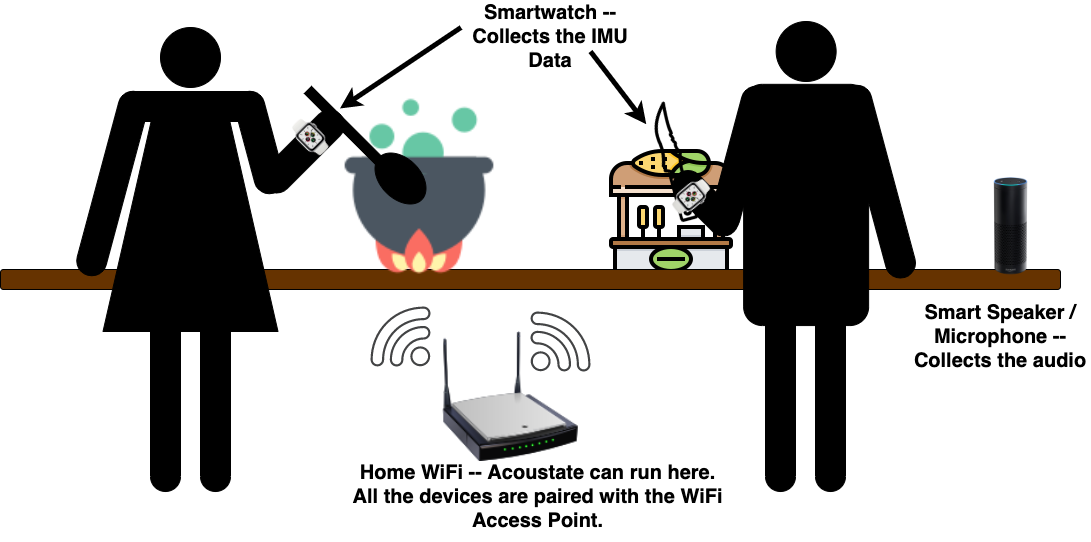 Smartwatch --
Collects the IMU
Data
Smart Speaker /
Microphone --
Collects the audio
Home WiFi -- Acoustate can run here.
All the devices are paired with the WiFi
Access Point.